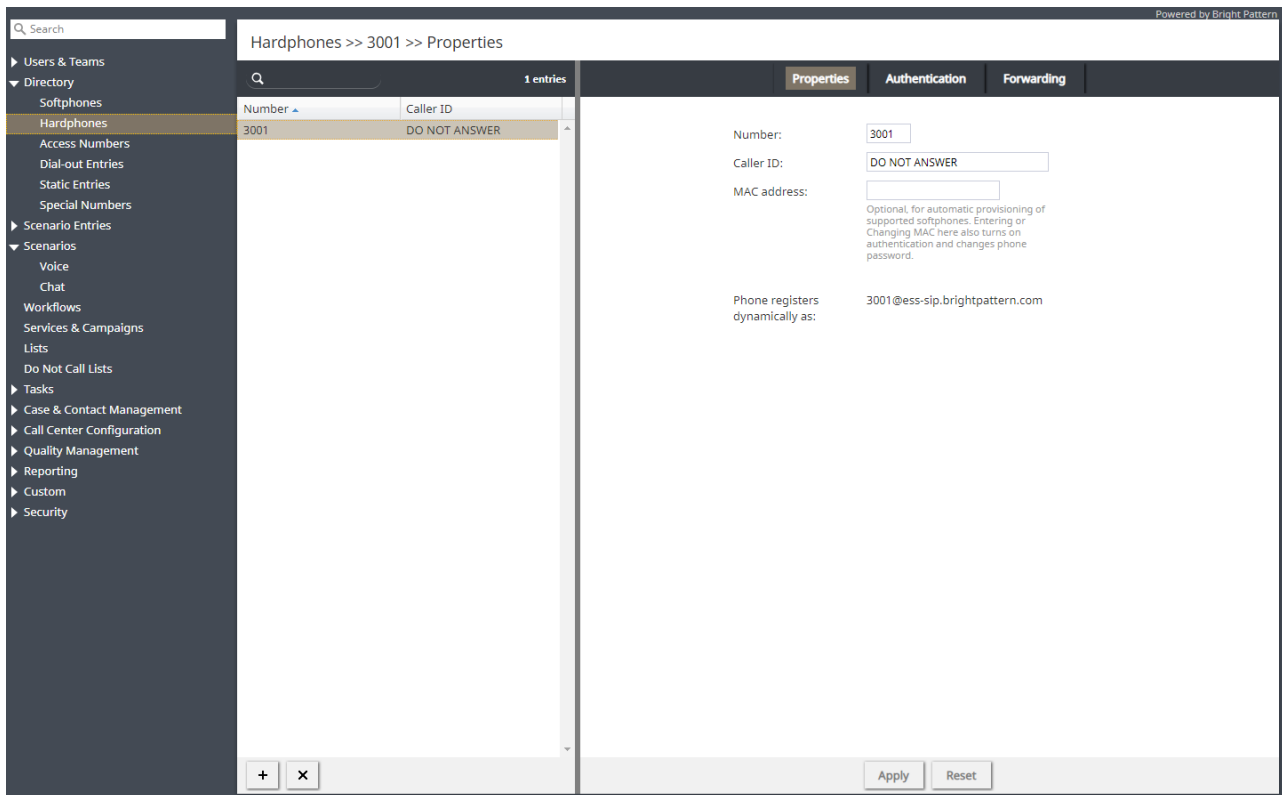 Powered by Bright Pattern
Search
Users & Teams
Directory
Softphones
Hardphones
Access Numbers
Dial-out Entries
Static Entries
Special Numbers
Scenario Entries
Scenarios
Voice
Chat
Workflows
Services & Campaigns
Lists
Do Not Call Lists
Tasks
Case & Contact Management
Call Center Configuration
Quality Management
Reporting
Custom
Security
Hardphones >> 3001 >> Properties
1 entries
Number Caller ID
3001 DO NOT ANSWER
Properties Authentication Forwarding
Number: 3001
Caller ID: DO NOT ANSWER
MAC address:
Optional, for automatic provisioning of
supported softphones. Entering or
Changing MAC here also turns on
authentication and changes phone
password.
Phone registers 3001@ess-sip.brightpattern.com
dynamically as:
Apply Reset